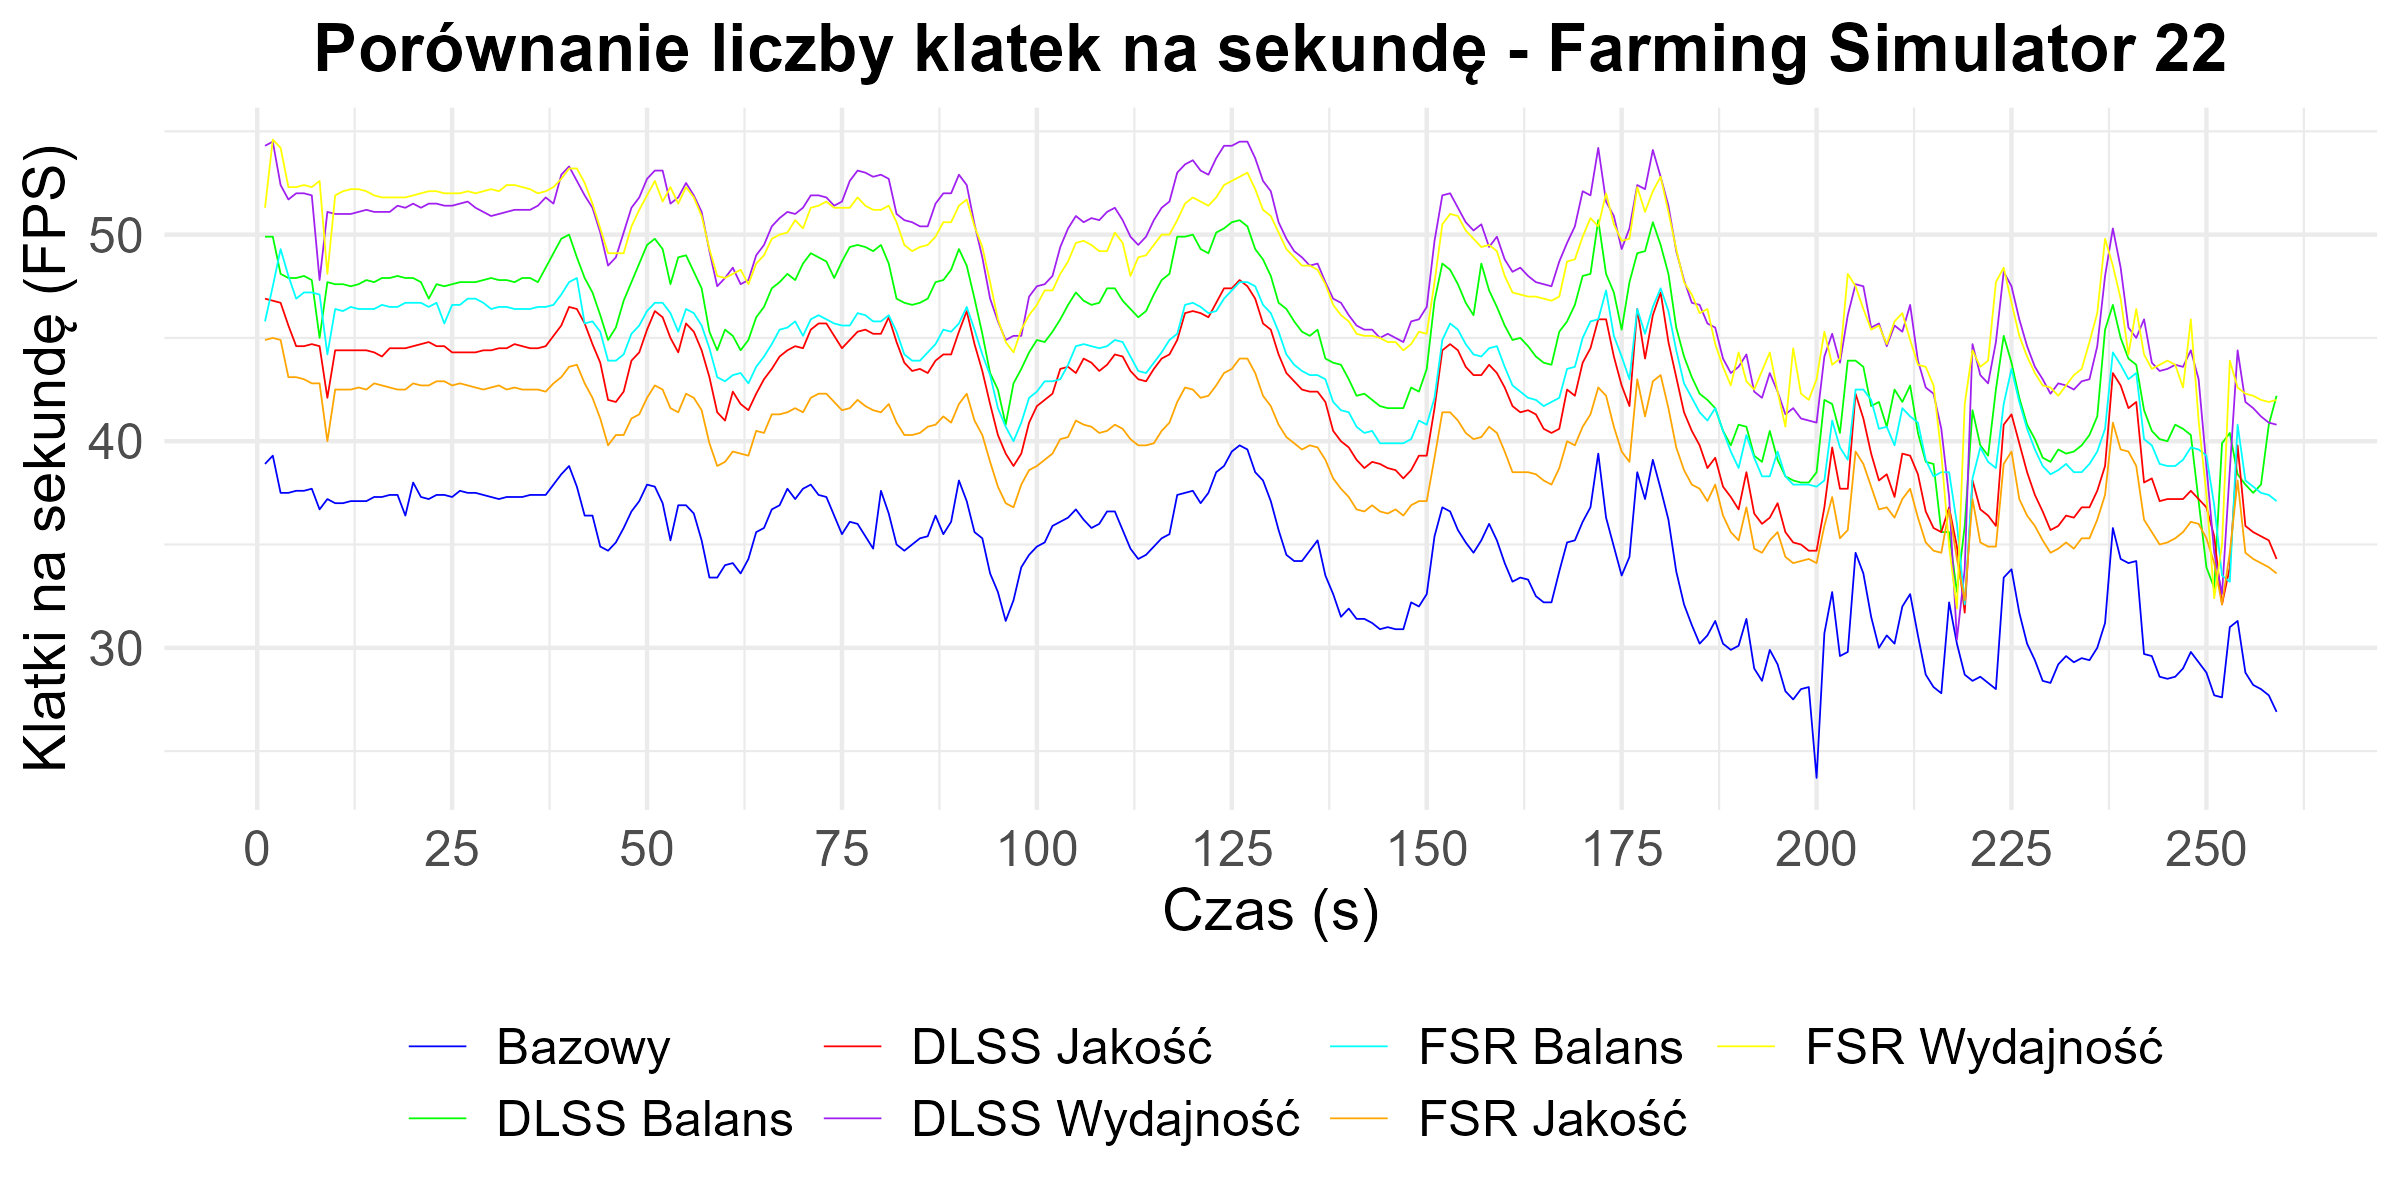 Porównanie liczby klatek na sekundę - Farming Simulator 22
Klatki na sekundę (FPS)
50
40
30
0 25 50 75 100 125 150 175 200 225 250
Czas (s)
Bazowy DLSS Jakość FSR Balans FSR Wydajność
DLSS Balans DLSS Wydajność FSR Jakość